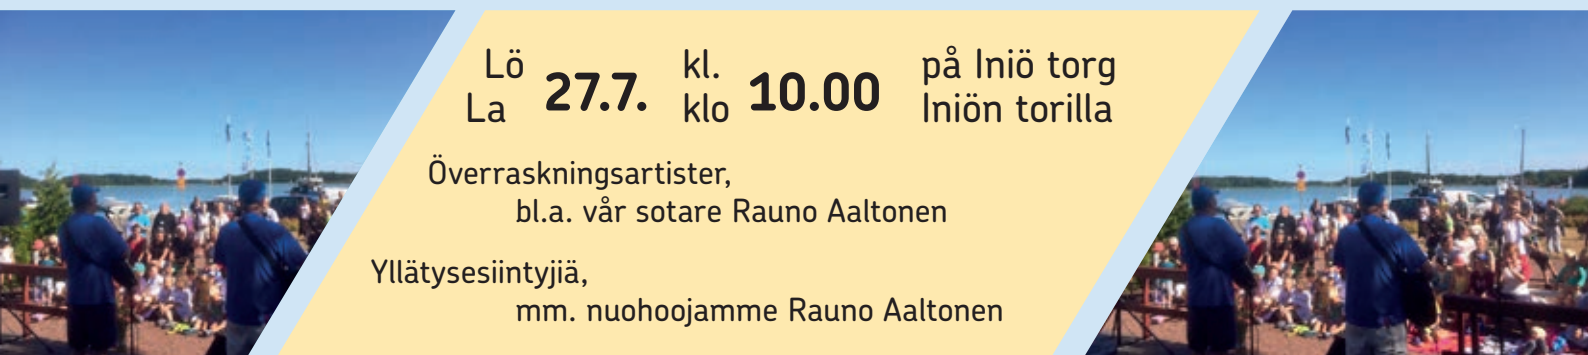 Lö 27.7. kl. 10.00 på Iniö torg
La klo Iniön torilla
Överraskningsartister,
bl.a. vår sotare Rauno Aaltonen
Yllätysesiintyjiä,
mm. nuohoojamme Rauno Aaltonen